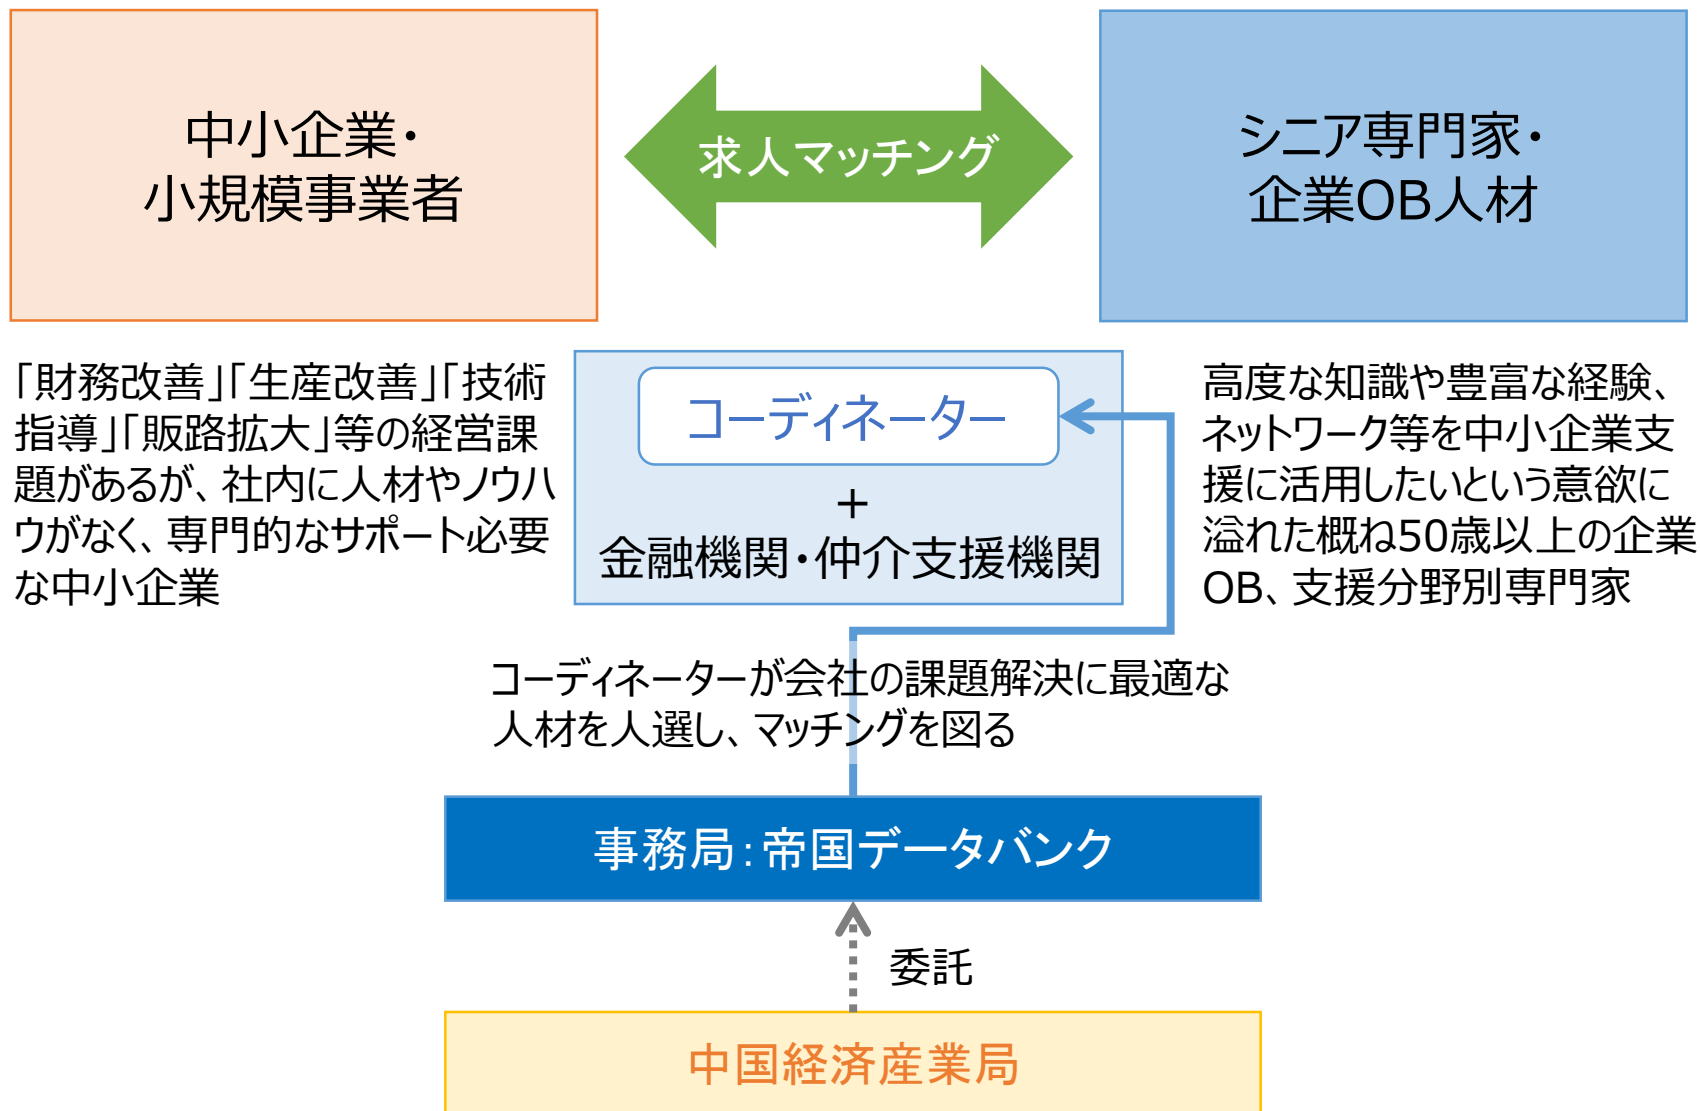 中小企業・
小規模事業者
求人マッチング
シニア専門家・
企業OB人材
「財務改善」「生産改善」「技術
指導」「販路拡大」等の経営課
題があるが、社内に人材やノウハ
ウがなく、専門的なサポート必要
な中小企業
コーディネーター
+
金融機関・仲介支援機関
高度な知識や豊富な経験、
ネットワーク等を中小企業支
援に活用したいという意欲に
溢れた概ね50歳以上の企業
OB、支援分野別専門家
コーディネーターが会社の課題解決に最適な
人材を人選し、マッチングを図る
事務局：帝国データバンク
委託
中国経済産業局